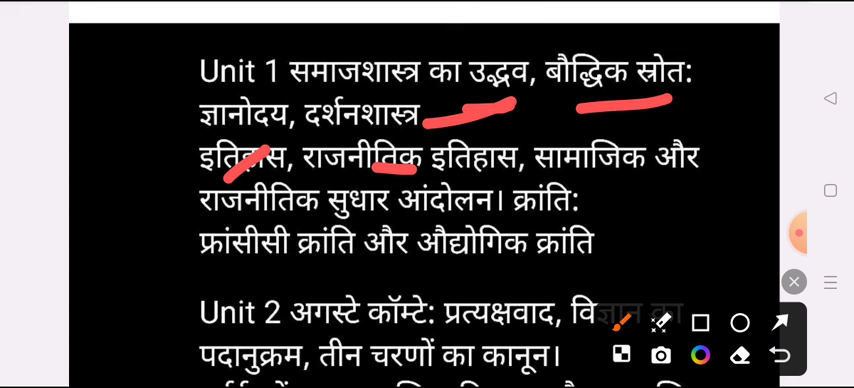 Unit 1 समाजशास्त्र का उद्भव, बौद्धिक स्रोत:
ज्ञानोदय, दर्शनशास्त्र
इतिहास, राजनीतिक इतिहास, सामाजिक और
राजनीतिक सुधार आंदोलन। क्रांति:
फ्रांसीसी क्रांति और औद्योगिक क्रांति
Unit 2 अगस्टे कॉम्टे: प्रत्यक्षवाद, विज्ञान का
पदानुक्रम, तीन चरणों का कानून।